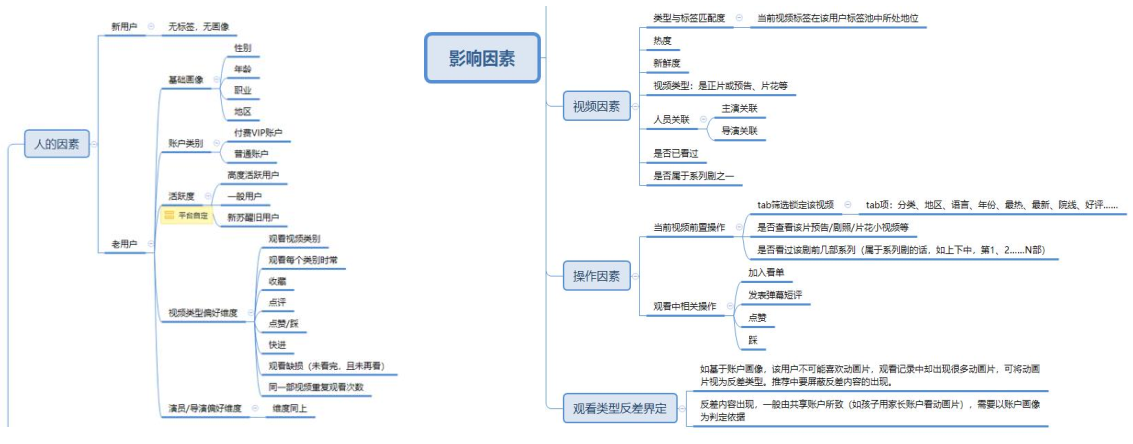 人的因素
新用户
无标签，无画像
老用户
基础画像
性别
年龄
职业
地区
账户类别
付费VIP账户
普通账户
活跃度
平台自定
高度活跃用户
一般用户
新苏醒旧用户
视频类型偏好维度
观看视频类别
观看每个类别时常
收藏
点评
点赞/踩
快进
观看缺损（未看完，且未再看）
同一部视频重复观看次数
演员/导演偏好维度
维度同上
影响因素
视频因素
类型与标签匹配度
当前视频标签在该用户标签池中所处地位
热度
新鲜度
视频类型：是正片或预告、片花等
人员关联
主演关联
导演关联
是否已看过
是否属于系列剧之一
操作因素
当前视频前置操作
tab筛选锁定该视频
tab项：分类、地区、语言、年份、最热、最新、院线、好评......
是否查看该片预告/剧照/片花小视频等
是否看过该剧前几部系列（属于系列剧的话，如上下中，第1、2......N部）
观看中相关操作
加入看单
发表弹幕短评
点赞
踩
观看类型反差界定
如基于账户画像，该用户不可能喜欢动画片，观看记录中却出现很多动画片，可将动画
片视为反差类型。推荐中要屏蔽反差内容的出现。
反差内容出现，一般由共享账户所致（如孩子用家长账户看动画片），需要以账户画像
为判定依据